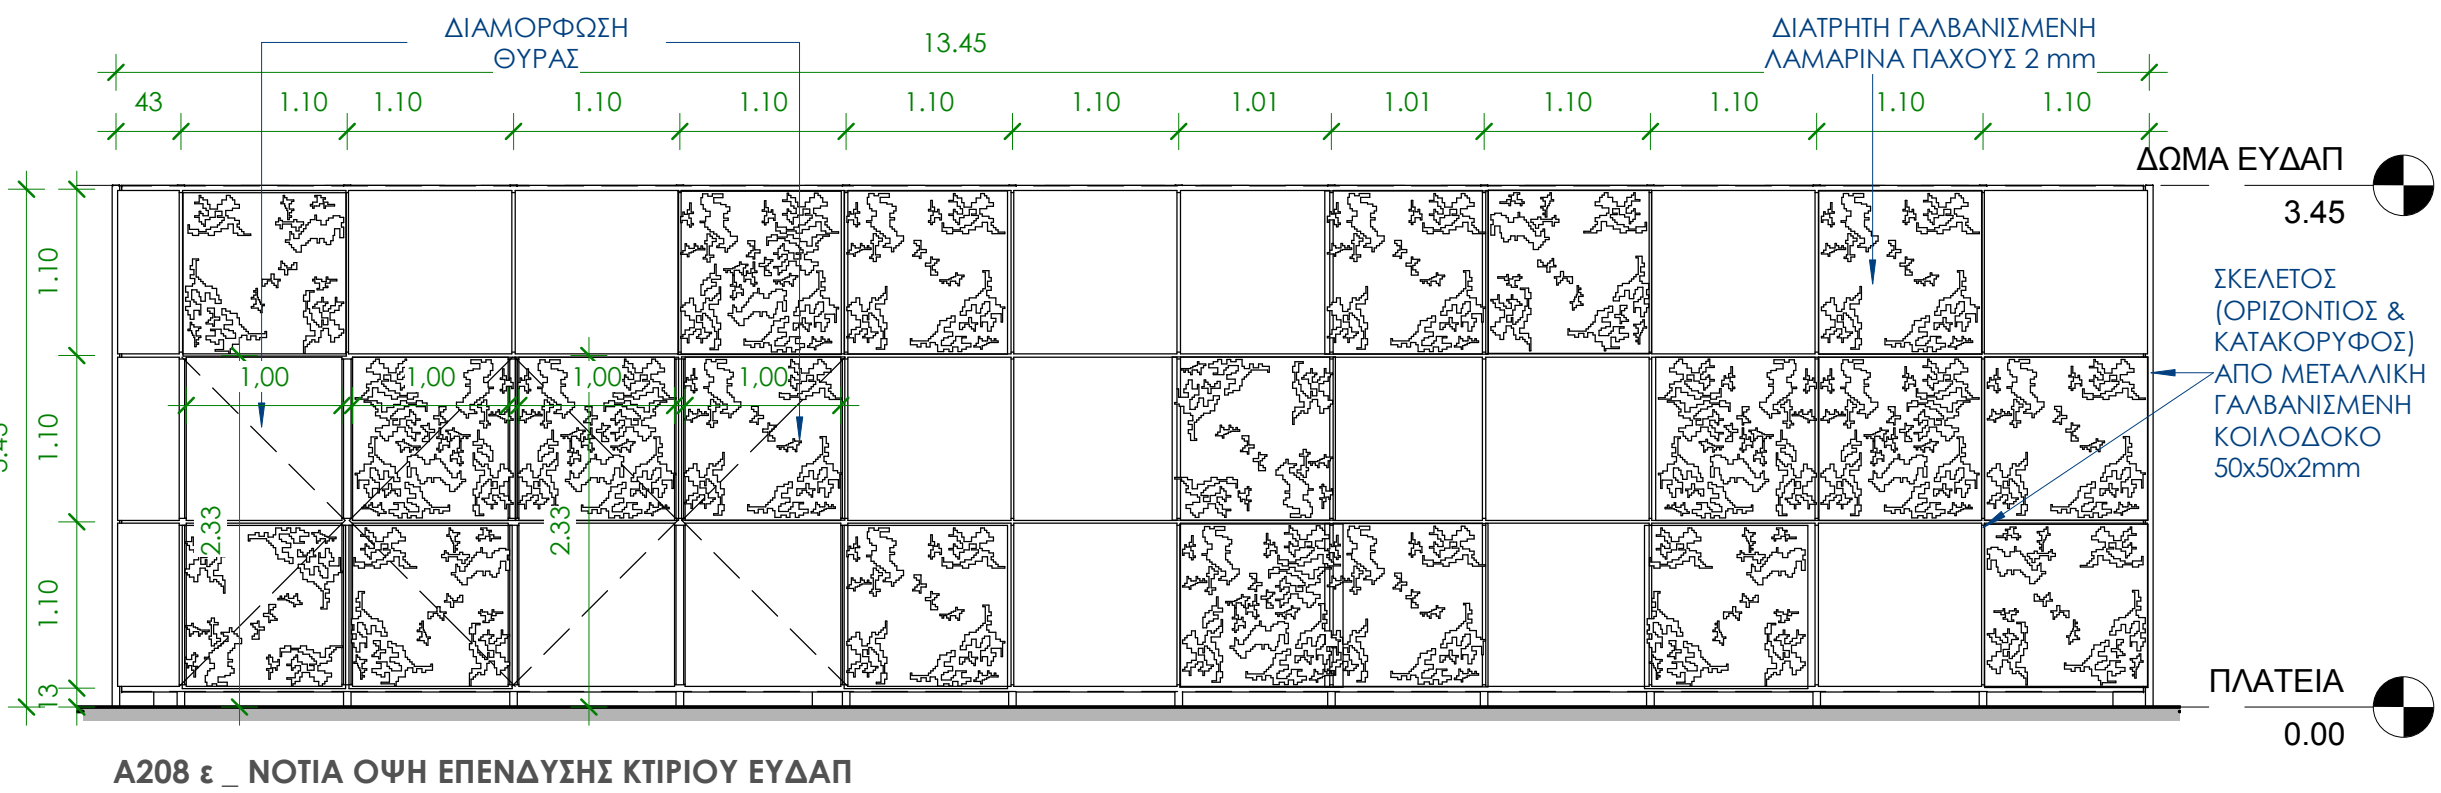 ΔΙΑΜΟΡΦΩΣΗ
ΘΥΡΑΣ
13.45
ΔΙΑΤΡΗΤΗ ΓΑΛΒΑΝΙΣΜΕΝΗ
ΛΑΜΑΡΙΝΑ ΠΑΧΟΥΣ 2 mm
43 1.10 1.10 1.10 1.10 1.10 1.10 1.01 1.01 1.10 1.10 1.10 1.10
ΔΩΜΑ ΕΥΔΑΠ
3.45
1.10
ΣΚΕΛΕΤΟΣ
(ΟΡΙΖΟΝΤΙΟΣ &
ΚΑΤΑΚΟΡΥΦΟΣ)
ΑΠΟ ΜΕΤΑΛΛΙΚΗ
ΓΑΛΒΑΝΙΣΜΕΝΗ
ΚΟΙΛΟΔΟΚΟ
50x50x2mm
1,00 1,00 1,00 1,00
3.45
1.10
2.33 2.33
1.10
13
ΠΛΑΤΕΙΑ
0.00
Α208 ε _ ΝΟΤΙΑ ΟΨΗ ΕΠΕΝΔΥΣΗΣ ΚΤΙΡΙΟΥ ΕΥΔΑΠ